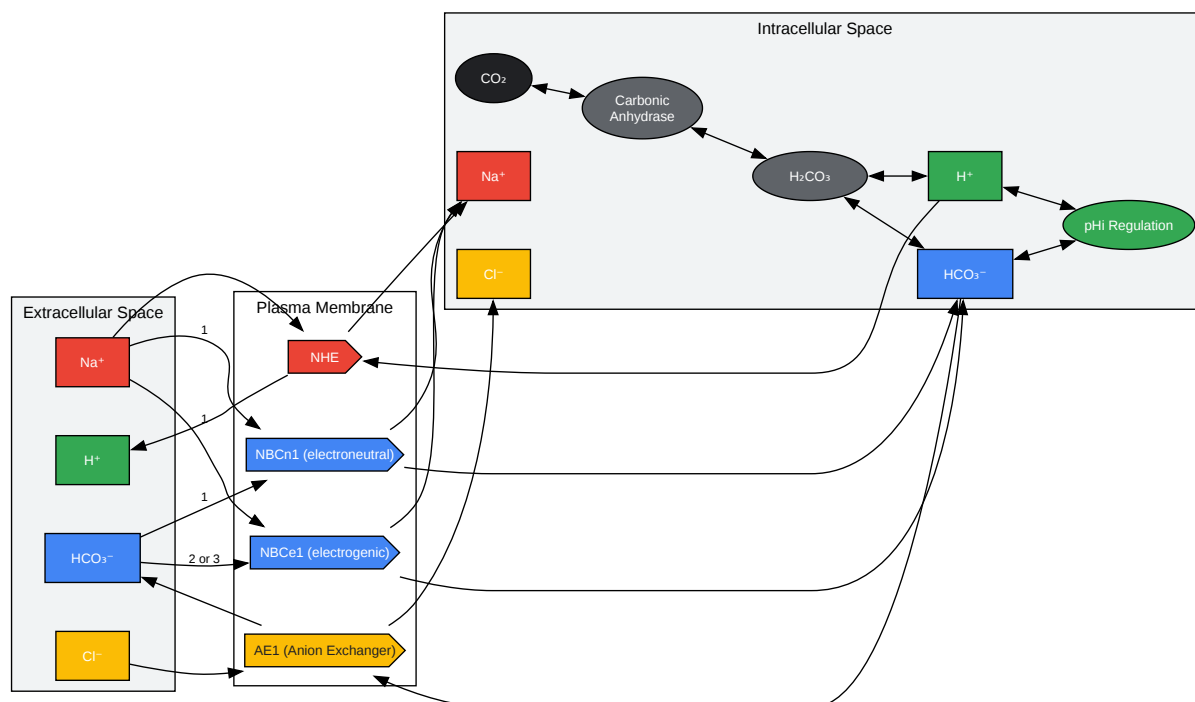 Intracellular Space
CO₂
Carbonic
Anhydrase
Na⁺
H₂CO₃
H⁺
pHi Regulation
Cl⁻
HCO₃⁻
Extracellular Space
Plasma Membrane
Na⁺
1
NHE
1
H⁺
NBCn1 (electroneutral)
1
HCO₃⁻
2 or 3
NBCe1 (electrogenic)
Cl⁻
AE1 (Anion Exchanger)